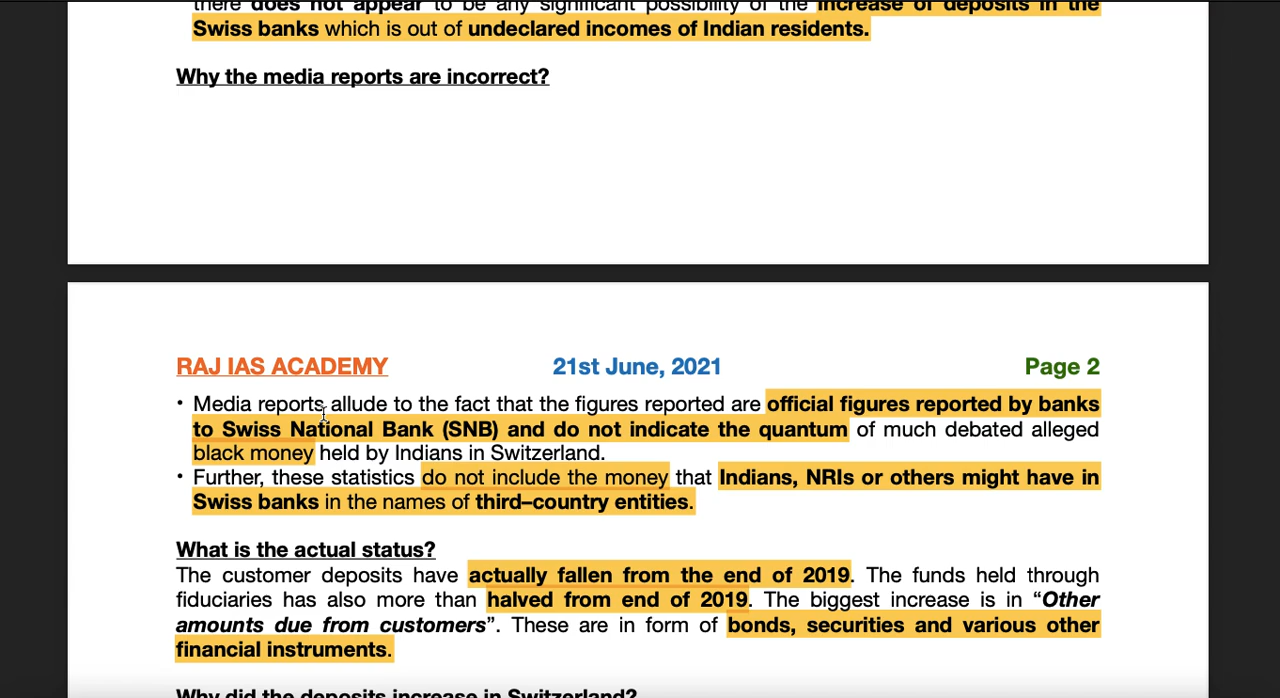 there does not appear to be any significant possibility of the increase of deposits in the
Swiss banks which is out of undeclared incomes of Indian residents.
Why the media reports are incorrect?
RAJ IAS ACADEMY 21st June, 2021 Page 2
• Media reports allude to the fact that the figures reported are official figures reported by banks
to Swiss National Bank (SNB) and do not indicate the quantum of much debated alleged
black money held by Indians in Switzerland.
• Further, these statistics do not include the money that Indians, NRIs or others might have in
Swiss banks in the names of third–country entities.
What is the actual status?
The customer deposits have actually fallen from the end of 2019. The funds held through
fiduciaries has also more than halved from end of 2019. The biggest increase is in “Other
amounts due from customers”. These are in form of bonds, securities and various other
financial instruments.
Why did the deposits increase in Switzerland?